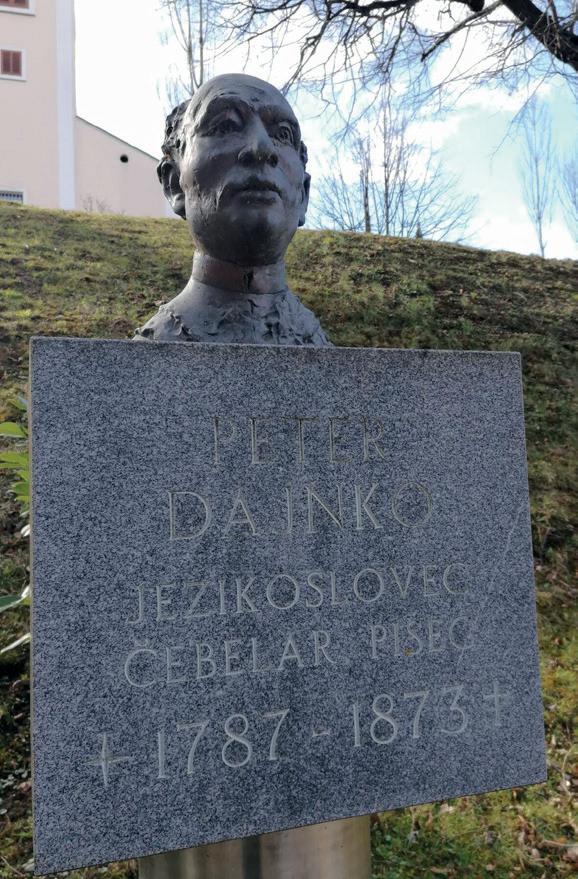 PETER
DAJNKO
JEZIKOSLOVEC
ČEBELAR PISEC
1787 - 1873